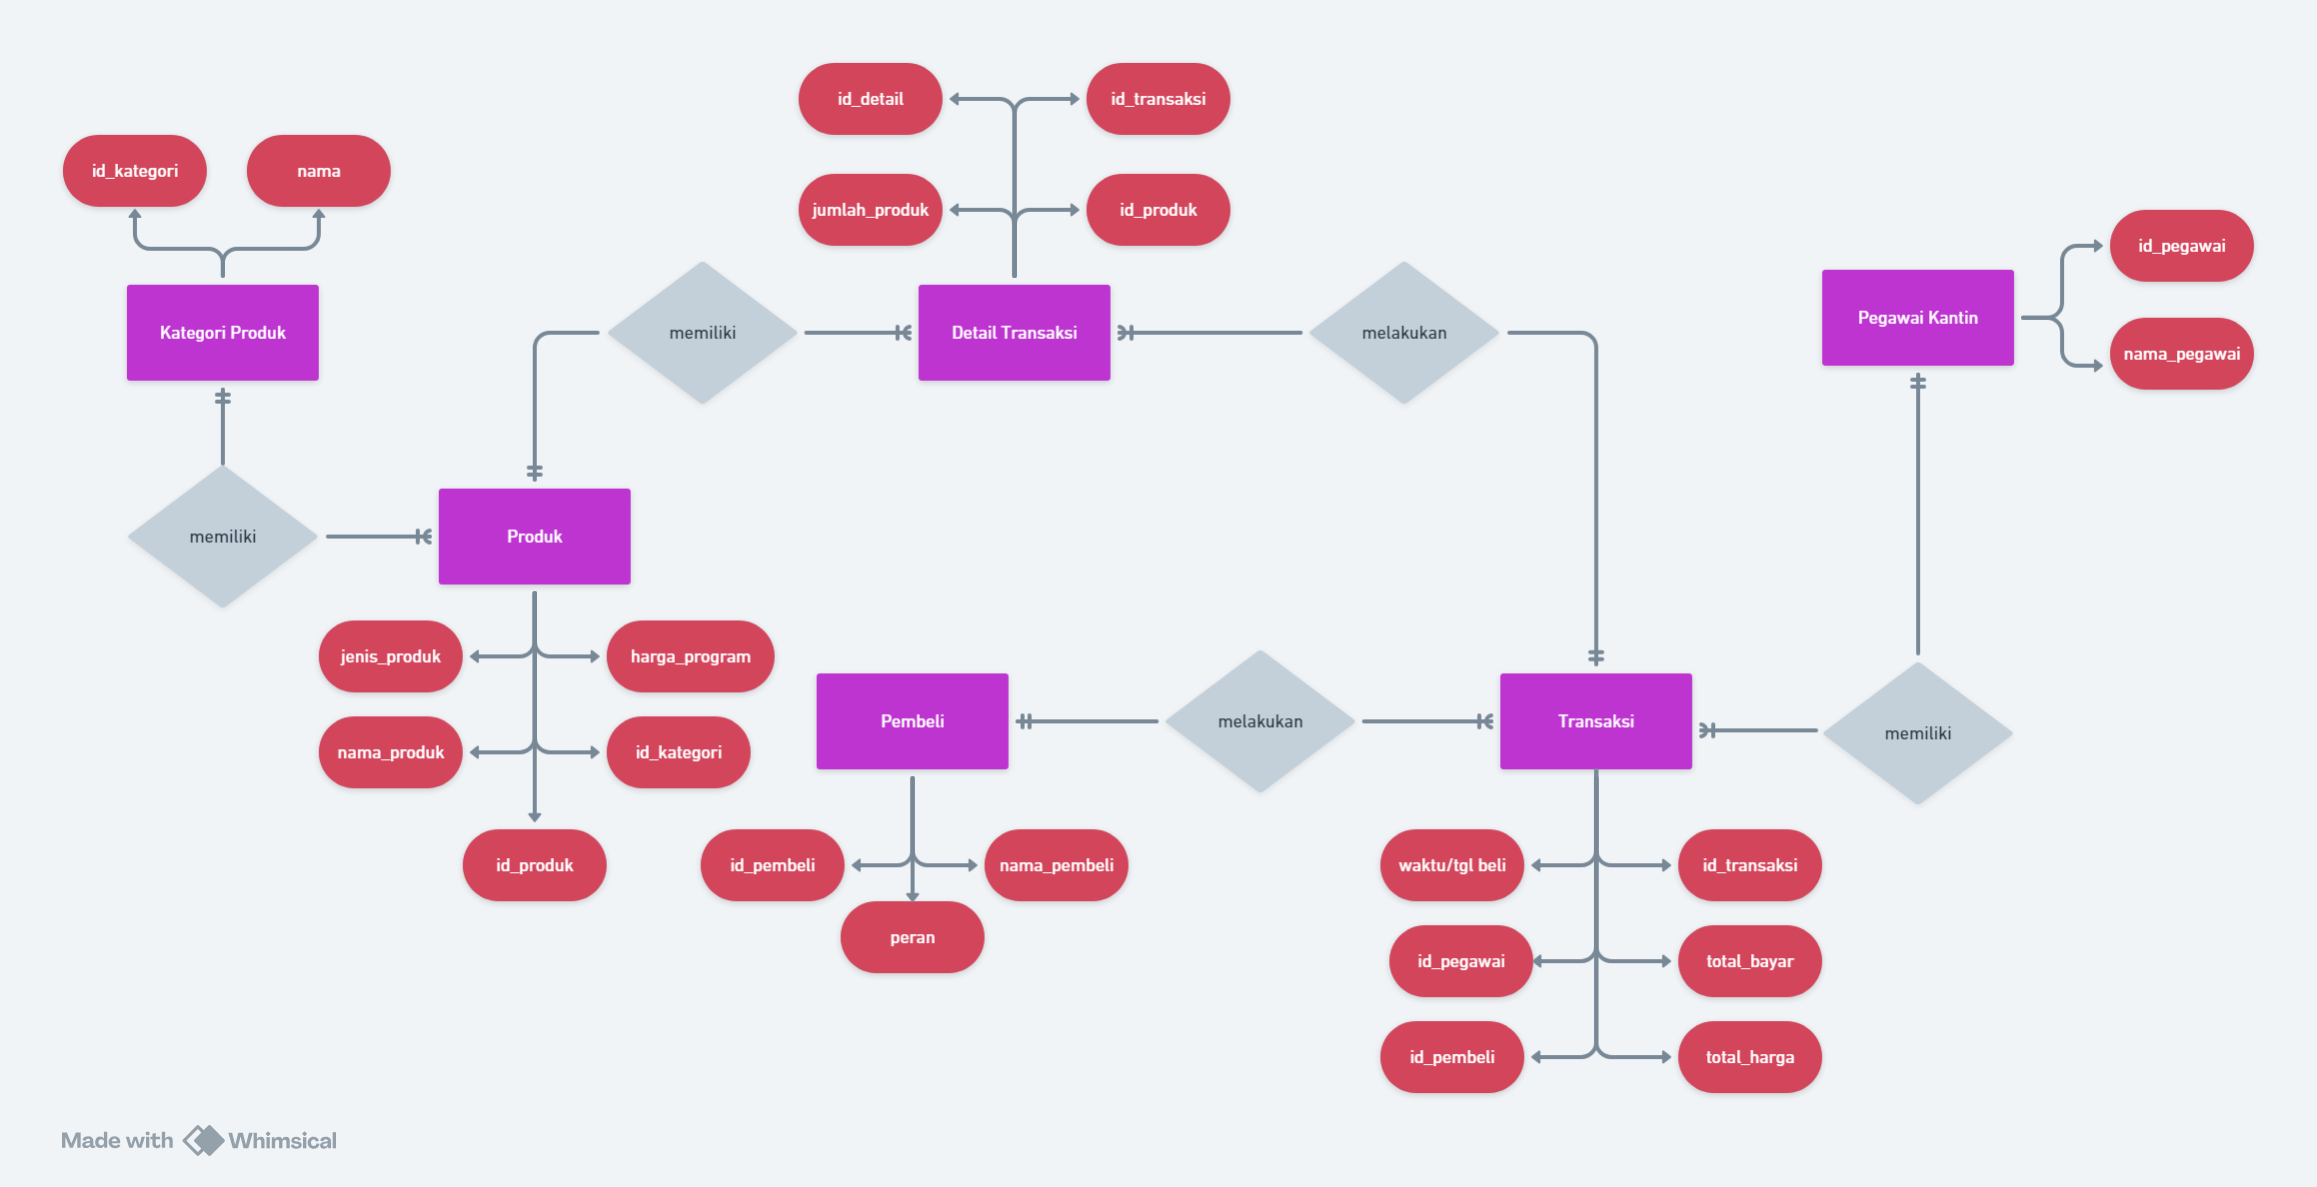 id_detail
id_transaksi
id_kategori
nama
jumlah_produk
id_produk
id_pegawai
Kategori Produk
memiliki
Detail Transaksi
melakukan
Pegawai Kantin
nama_pegawai
memiliki
Produk
jenis_produk
harga_program
nama_produk
id_kategori
id_produk
Pembeli
melakukan
Transaksi
memiliki
id_pembeli
nama_pembeli
peran
waktu/tgl beli
id_transaksi
id_pegawai
total_bayar
id_pembeli
total_harga
Made with Whimsical